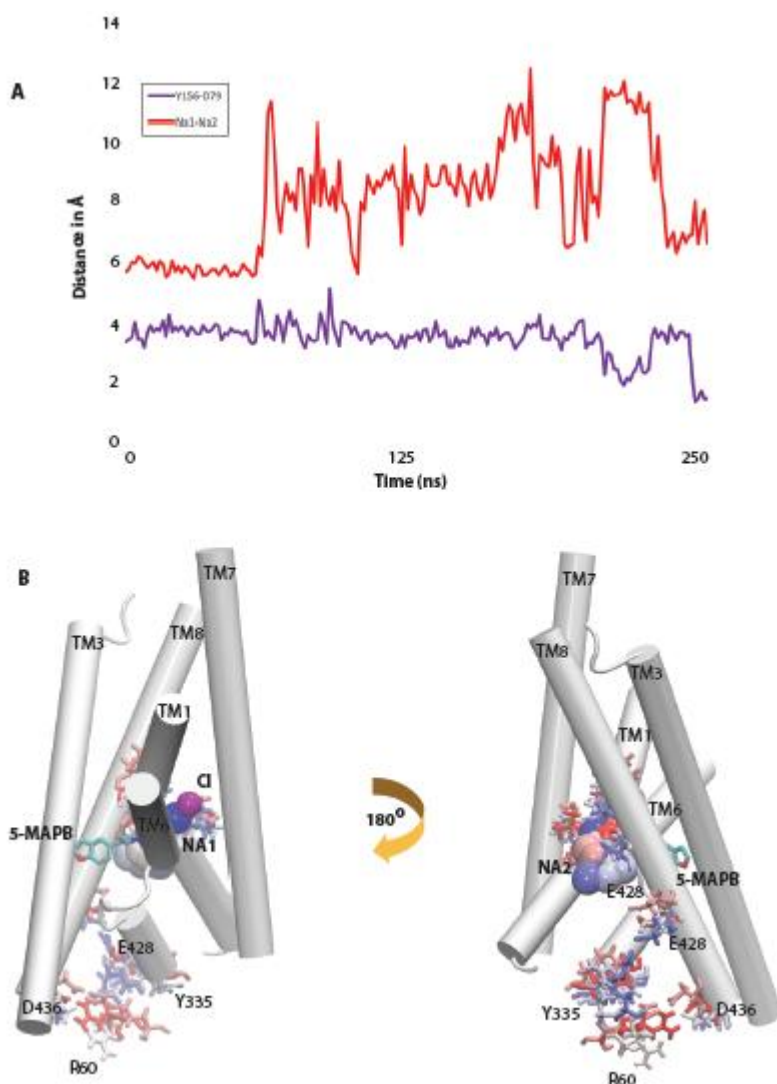 14
A
12
Y156-D79
Na1-Na2
10
8
Distance in Å
6
4
2
0
0
125
250
Time (ns)
B
TM7
TM3
TM8
TM1
Cl
TM6
5-MAPB
NA1
E428
D436
Y335
R60
180⁰
TM7
TM8
TM3
TM1
TM6
NA2
5-MAPB
E428
E428
Y335
D436
R60